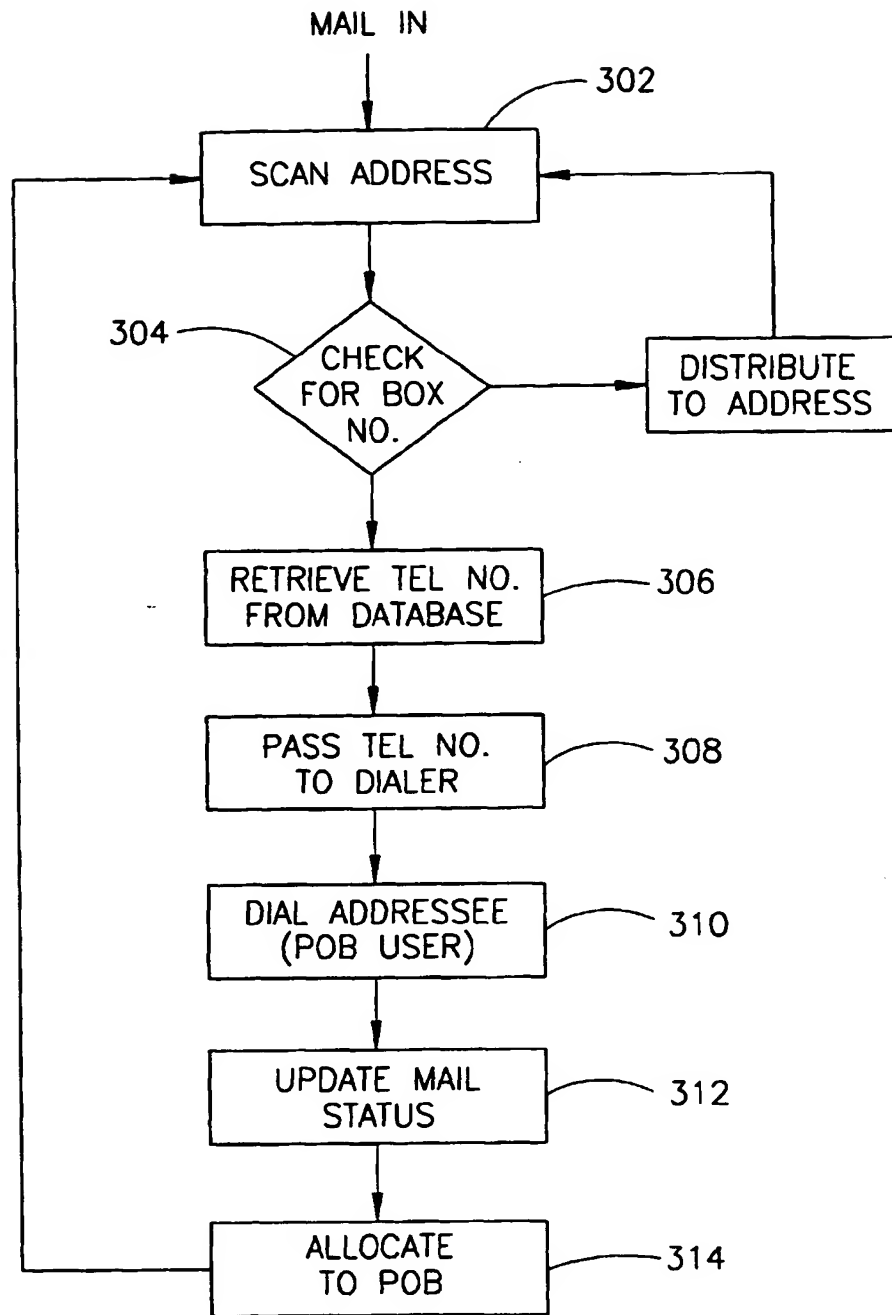 MAIL IN
302
SCAN ADDRESS
304
CHECK
FOR BOX
NO.
DISTRIBUTE
TO ADDRESS
RETRIEVE TEL NO.
FROM DATABASE
306
PASS TEL NO.
TO DIALER
308
DIAL ADDRESSEE
(POB USER)
310
UPDATE MAIL
STATUS
312
ALLOCATE
TO POB
314